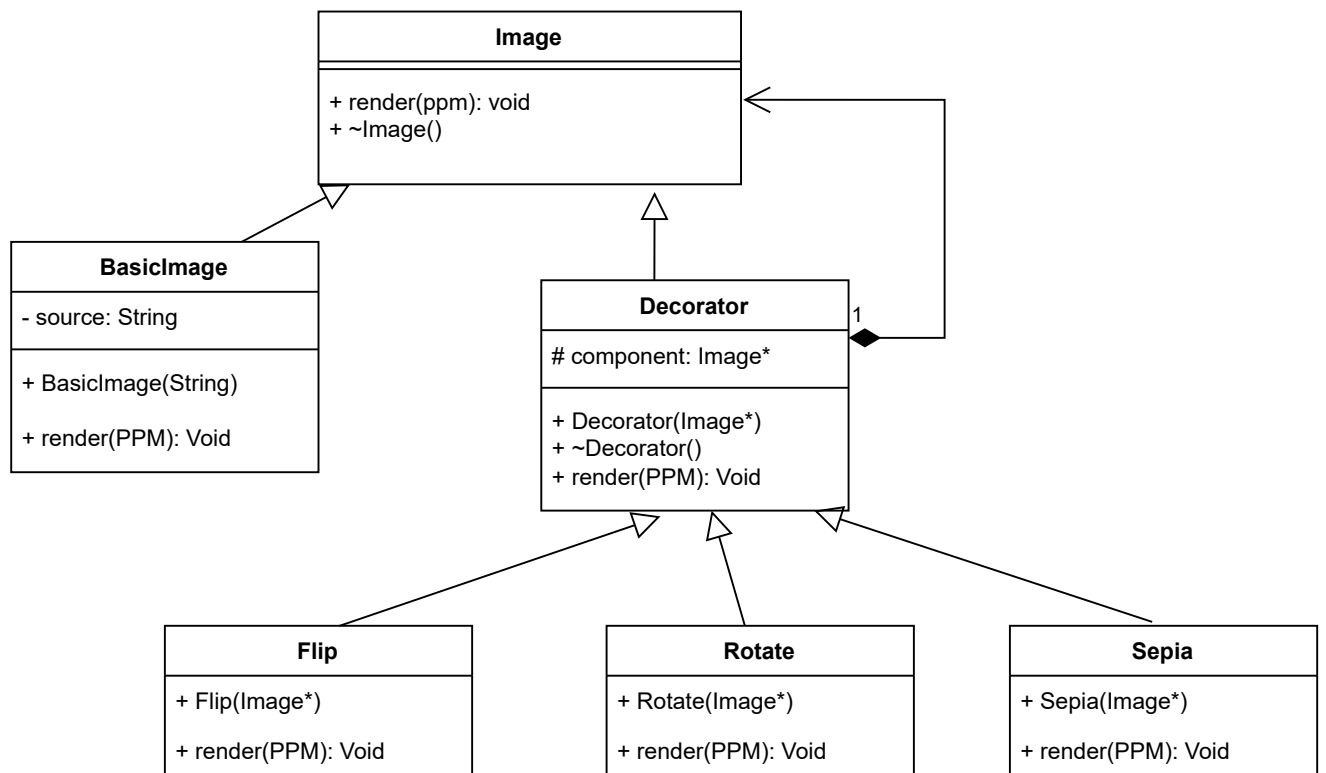 Image
+ render(ppm): void
+ ~Image()
BasicImage
- source: String
+ BasicImage(String)
+ render(PPM): Void
Decorator
1
# component: Image*
+ Decorator(Image*)
+ ~Decorator()
+ render(PPM): Void
Flip
+ Flip(Image*)
+ render(PPM): Void
Rotate
+ Rotate(Image*)
+ render(PPM): Void
Sepia
+ Sepia(Image*)
+ render(PPM): Void